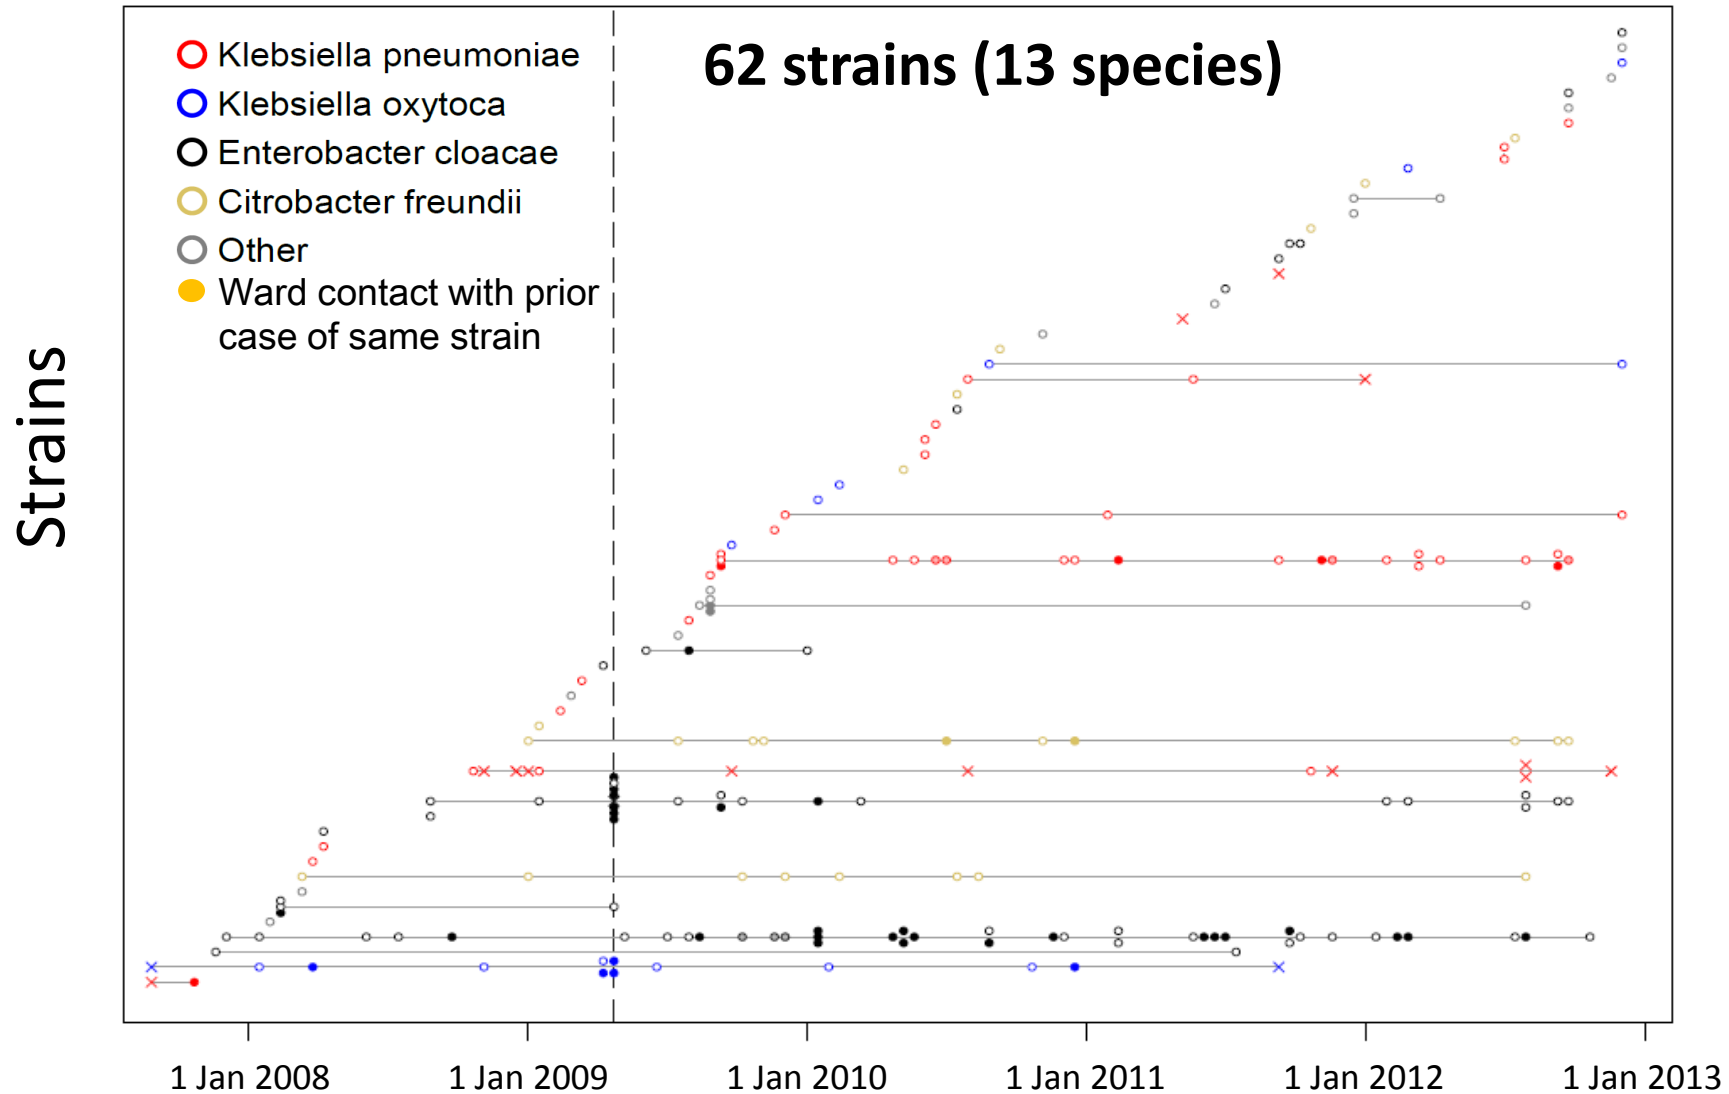 62 strains (13 species)
Klebsiella pneumoniae
Klebsiella oxytoca
Enterobacter cloacae
Citrobacter freundii
Other
Ward contact with prior
case of same strain
Strains
1 Jan 2008
1 Jan 2009
1 Jan 2010
1 Jan 2011
1 Jan 2012
1 Jan 2013